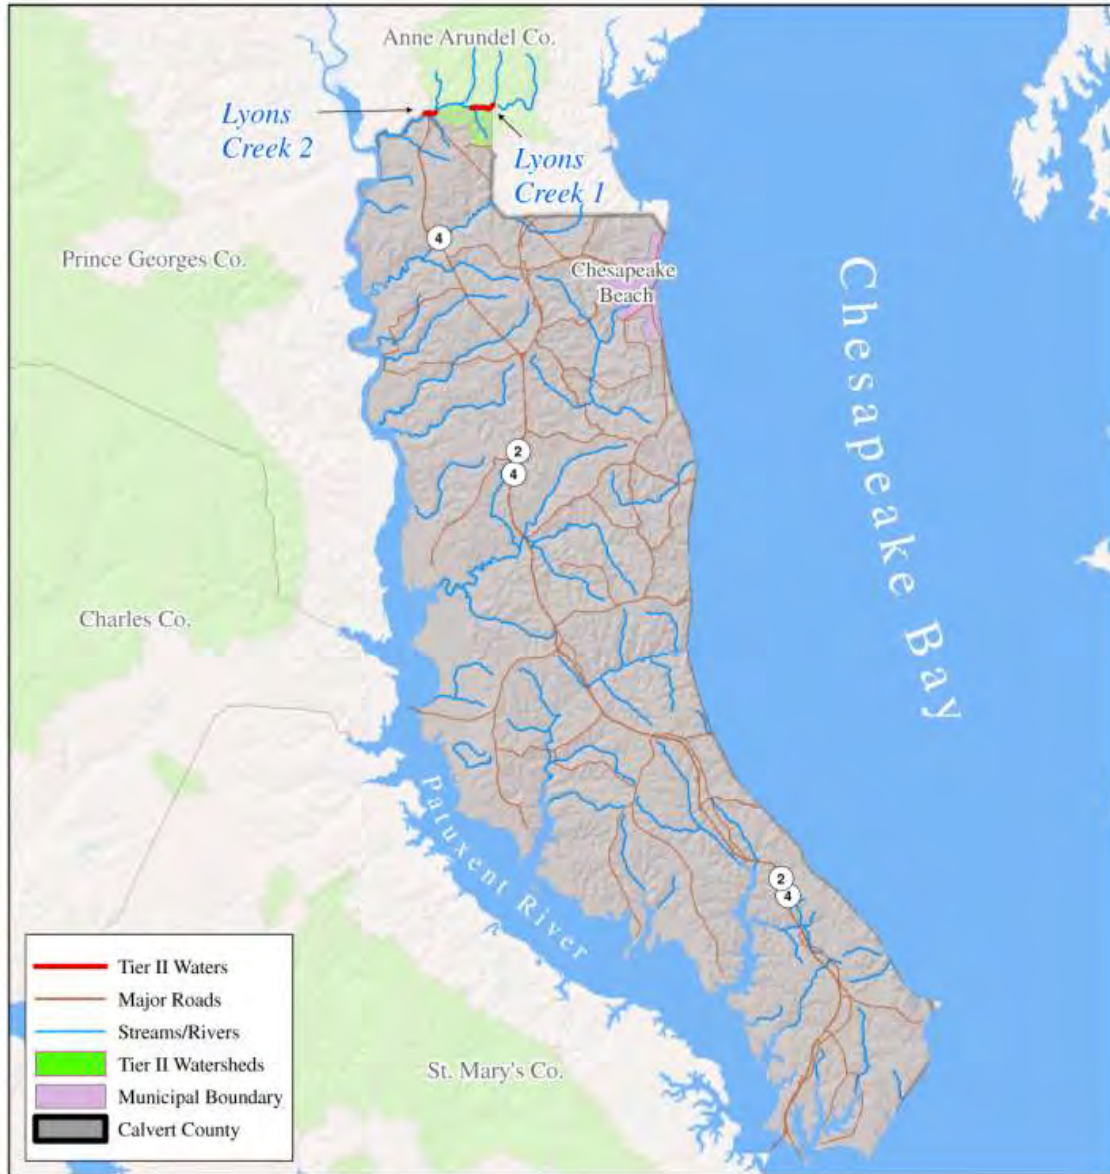 Anne Arundel Co.
Lyons
Creek 2
Lyons
Creek 1
4
Prince Georges Co.
Chesapeake
Beach
Chesapeake Bay
2
4
Charles Co.
Patuxent River
2
4
St. Mary's Co.
Tier II Waters
Major Roads
Streams/Rivers
Tier II Watersheds
Municipal Boundary
Calvert County